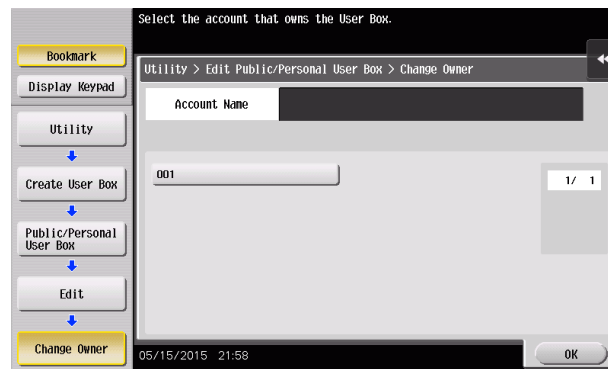 Select the account that owns the User Box.
Bookmark
Display Keypad
Utility
Create User Box
Public/Personal
User Box
Edit
Change Owner
Utility > Edit Public/Personal User Box > Change Owner
Account Name
001
1/ 1
05/15/2015 21:58
OK